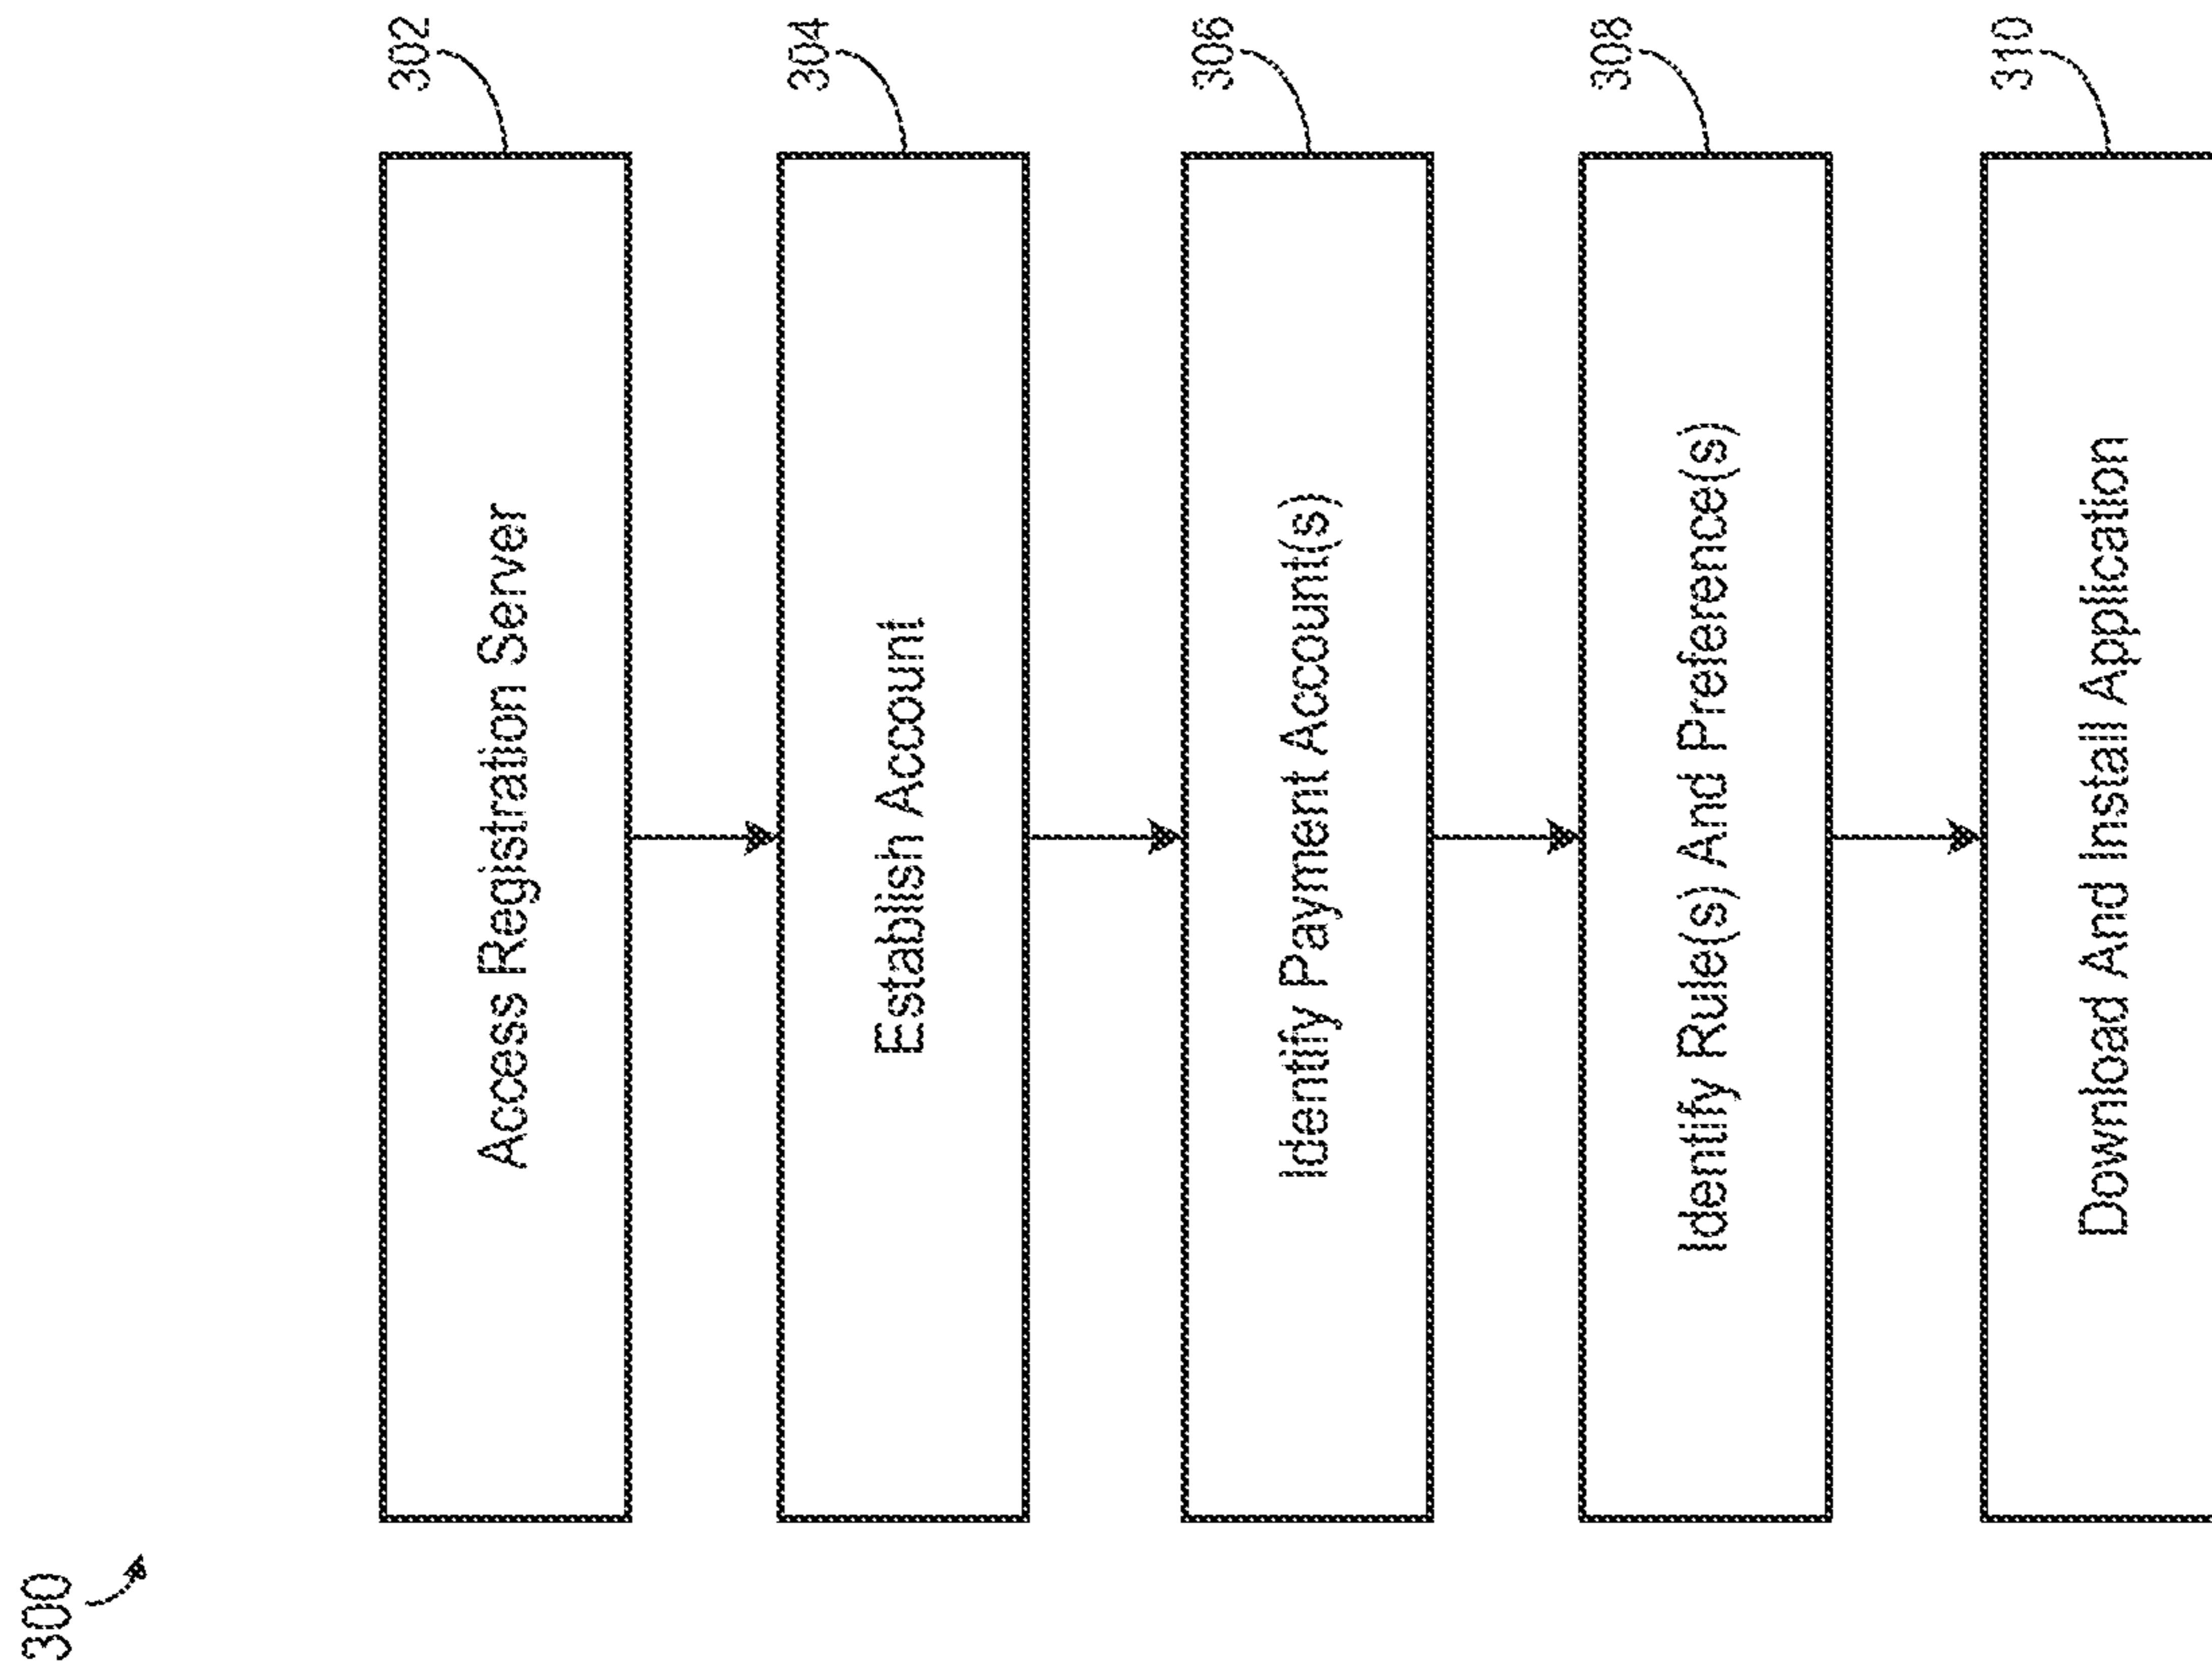 300
Access Registration Server
302
Establish Account
304
Identify Payment Account(s)
306
Identify Rule(s) And Preference(s)
308
Download And Install Application
310